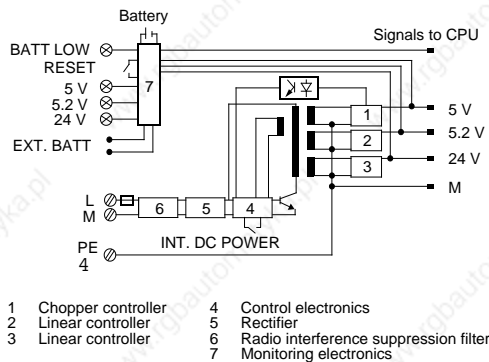 Battery
Signals to CPU
BATT LOW
RESET
5 V
5.2 V
24 V
7
EXT. BATT
1
2
3
5 V
5.2 V
24 V
M
L
M
6
5
4
PE
4
INT. DC POWER
1 Chopper controller
2 Linear controller
3 Linear controller
4 Control electronics
5 Rectifier
6 Radio interference suppression filter
7 Monitoring electronics